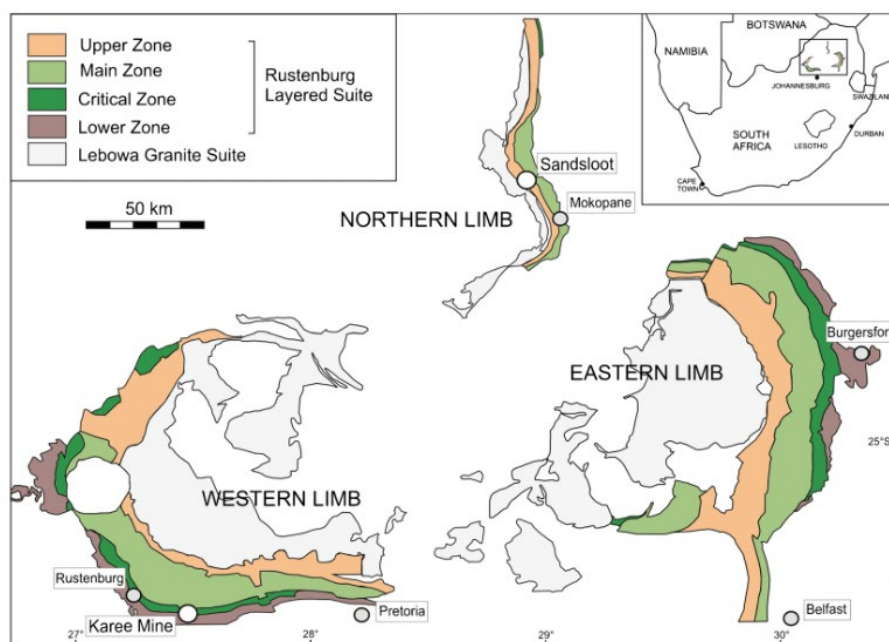 Upper Zone
Main Zone
Critical Zone
Lower Zone
Lebowa Granite Suite
Rustenburg
Layered Suite
50 km
NAMIBIA
BOTSWANA
JOHANNESBURG
SWAZILAND
SOUTH
AFRICA
LESOTHO
DURBAN
CAPE
TOWN
Sandsloot
NORTHERN LIMB
Mokopane
Burgersfor
EASTERN LIMB
25°S
WESTERN LIMB
Rustenburg
Karee Mine
Pretoria
Belfast
27°
28°
29°
30°